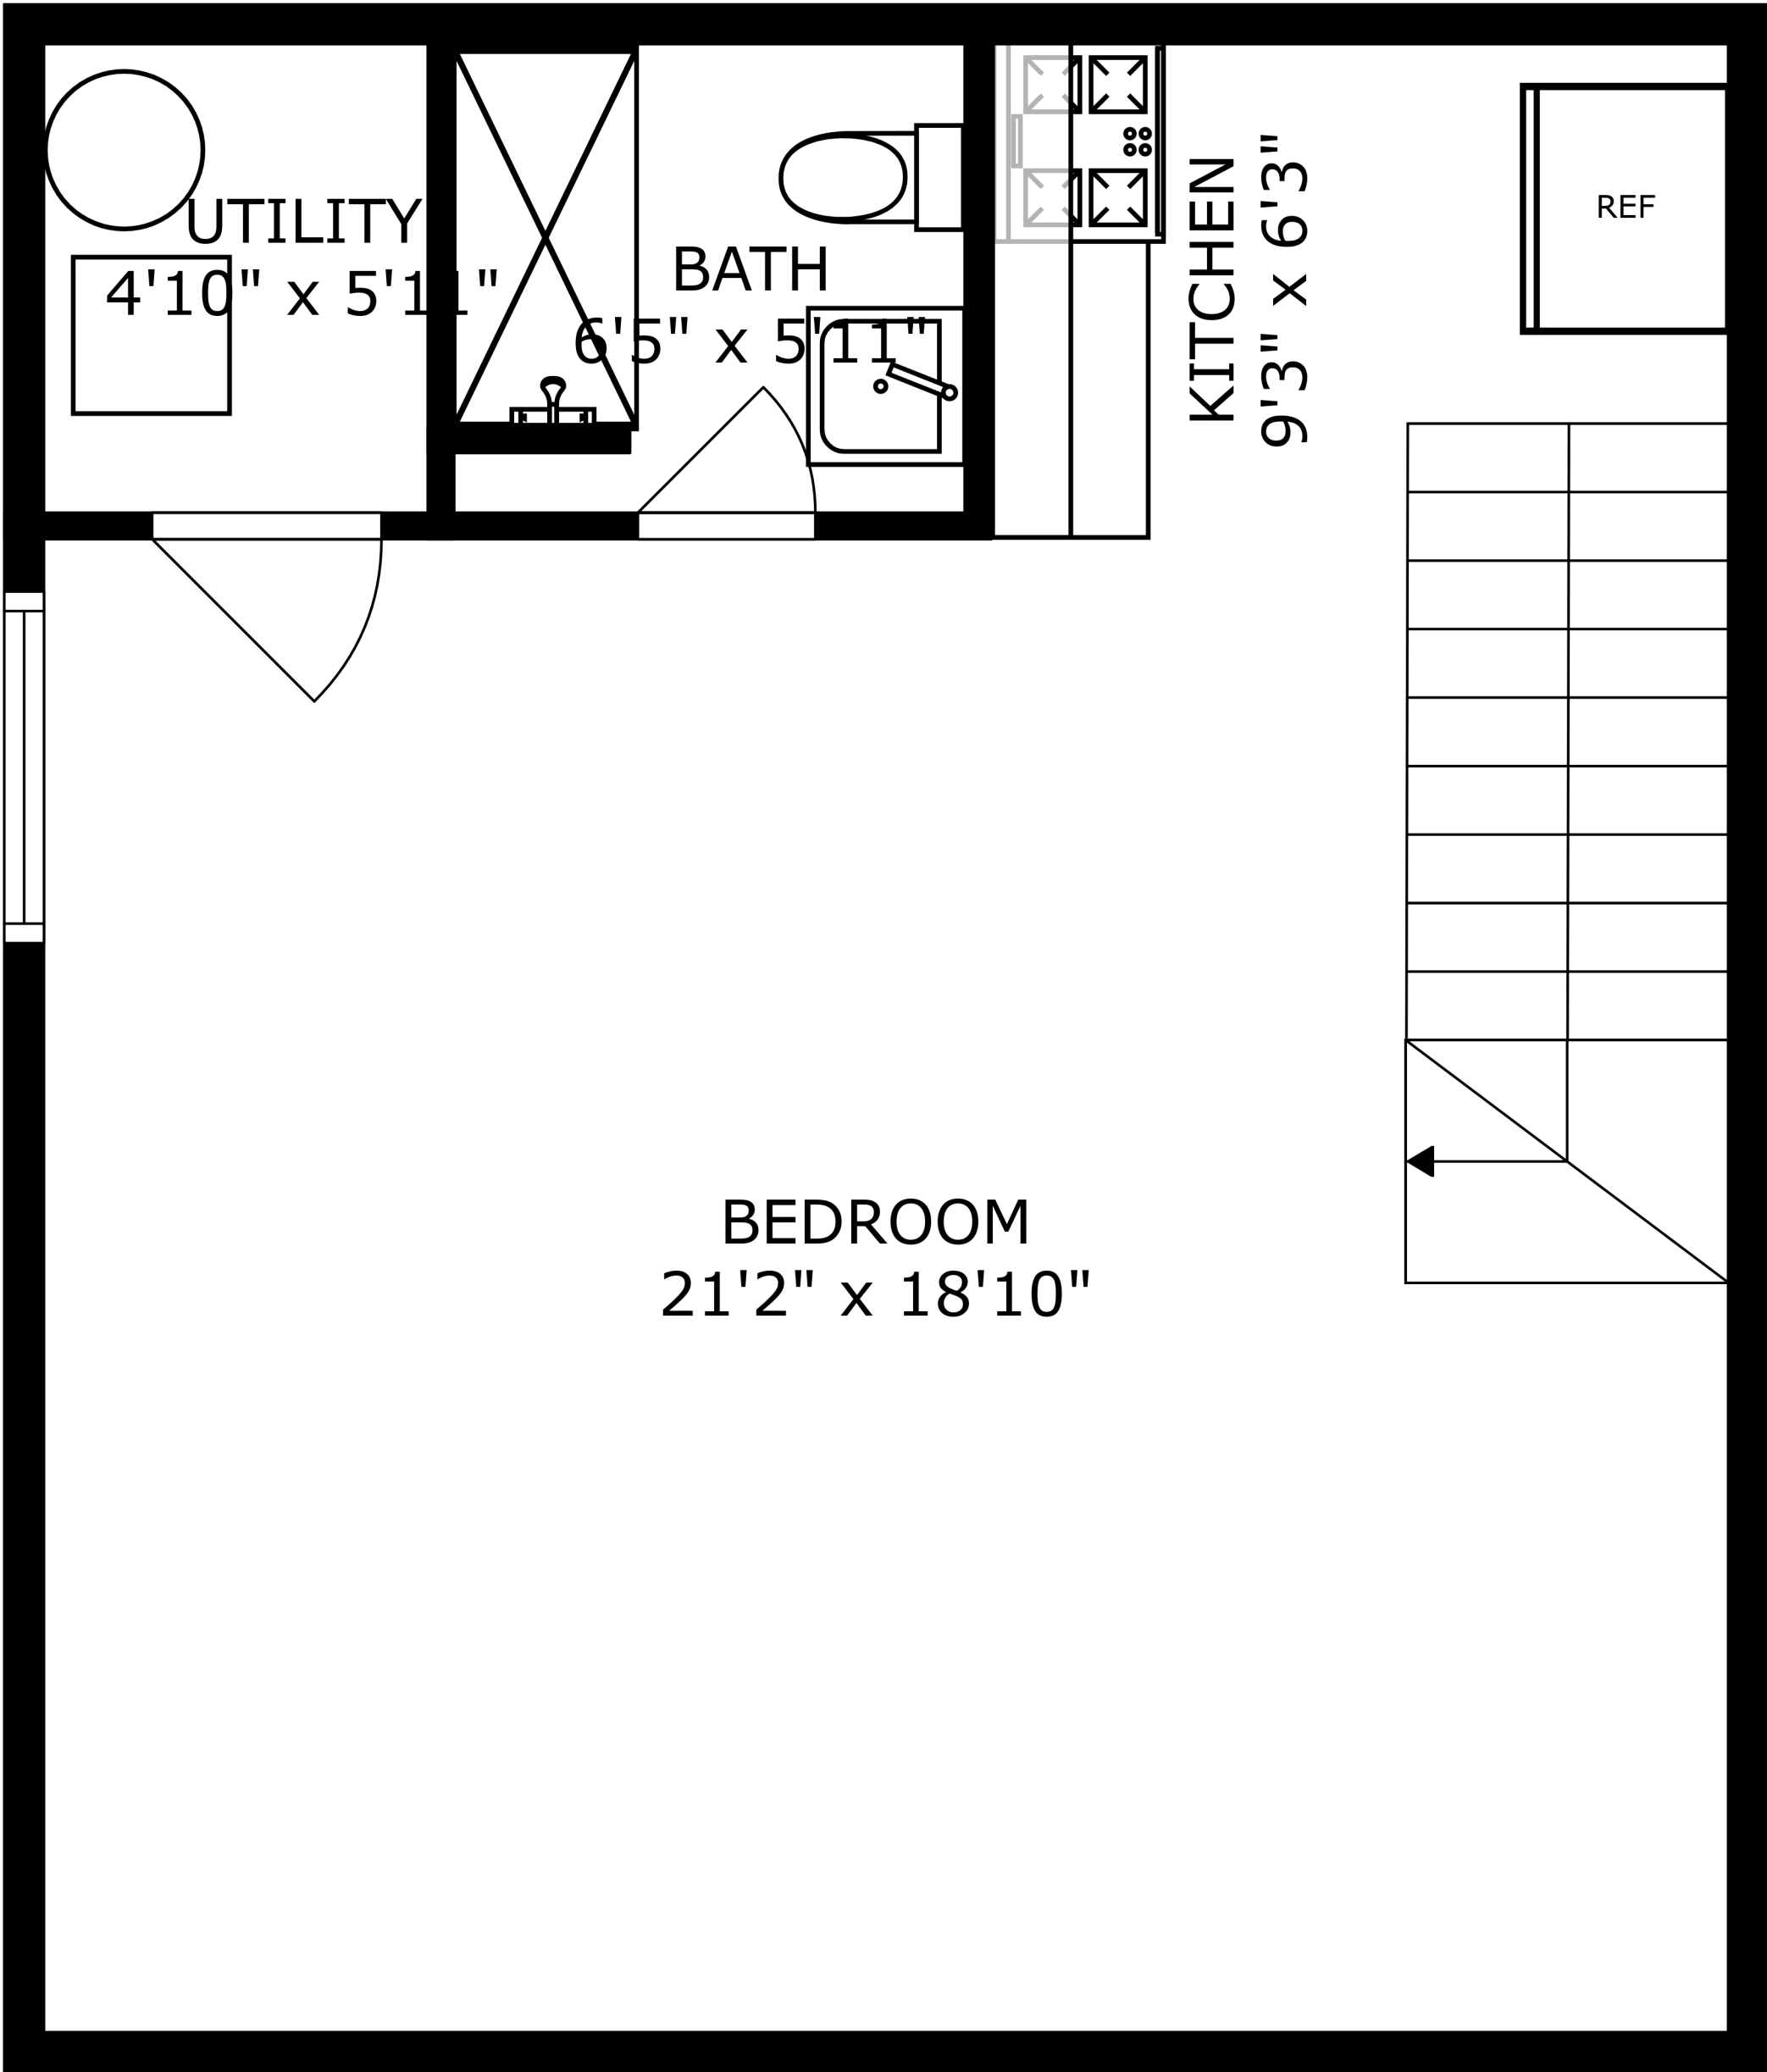 UTILITY
4'10" x 5'11"
BATH
6'5" x 5'11"
KITCHEN
9'3" x 6'3"
REF
BEDROOM
21'2" x 18'10"